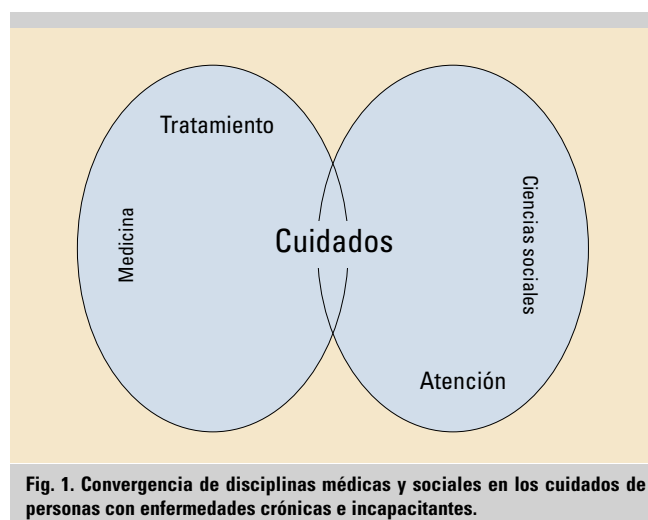 Tratamiento
Medicina
Cuidados
Ciencias sociales
Atención
Fig. 1. Convergencia de disciplinas médicas y sociales en los cuidados de
personas con enfermedades crónicas e incapacitantes.